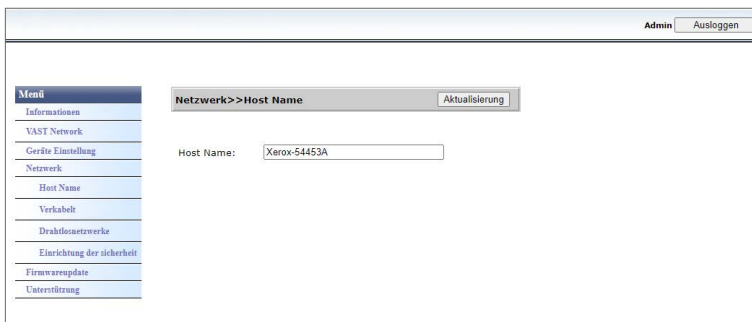 Admin Ausloggen
Menü
Informationen
VAST Network
Geräte Einstellung
Netzwerk
Host Name
Verkabelt
Drahtlosnetzwerke
Einrichtung der sicherheit
Firmwareupdate
Unterstützung
Netzwerk>>Host Name Aktualisierung
Host Name: Xerox-54453A